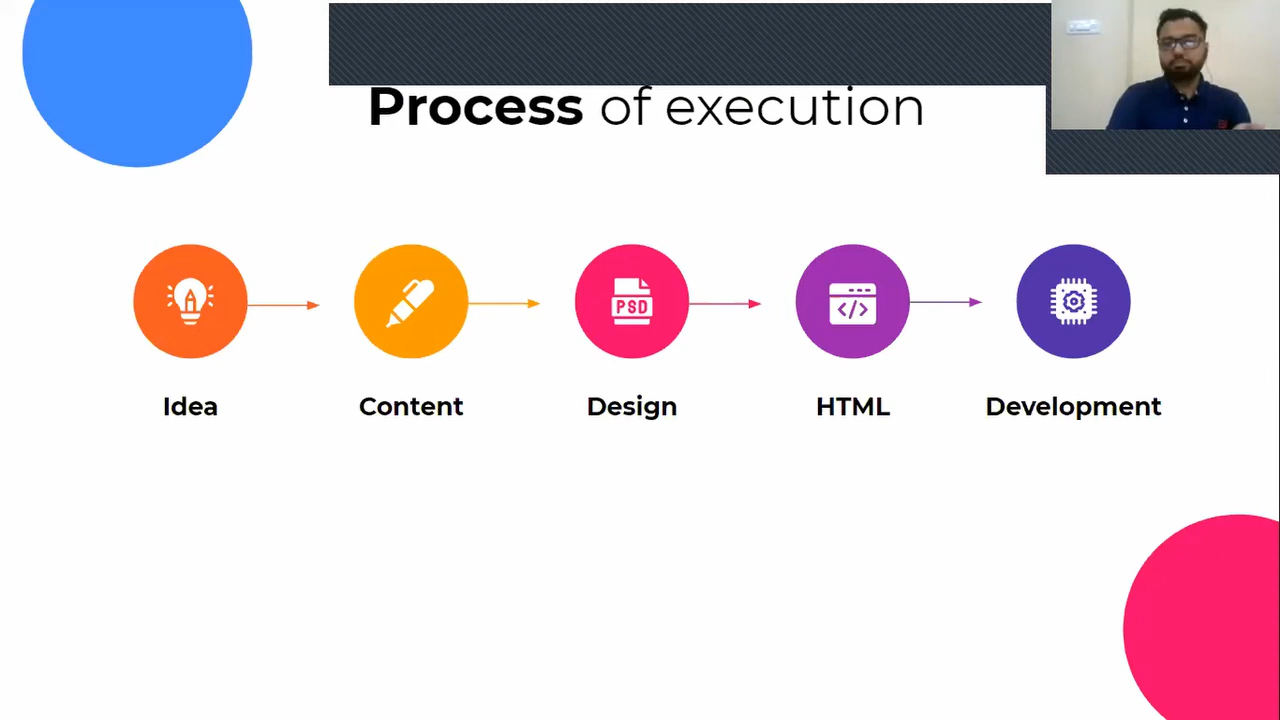 Process of execution
PSD
</>
Idea
Content
Design
HTML
Development